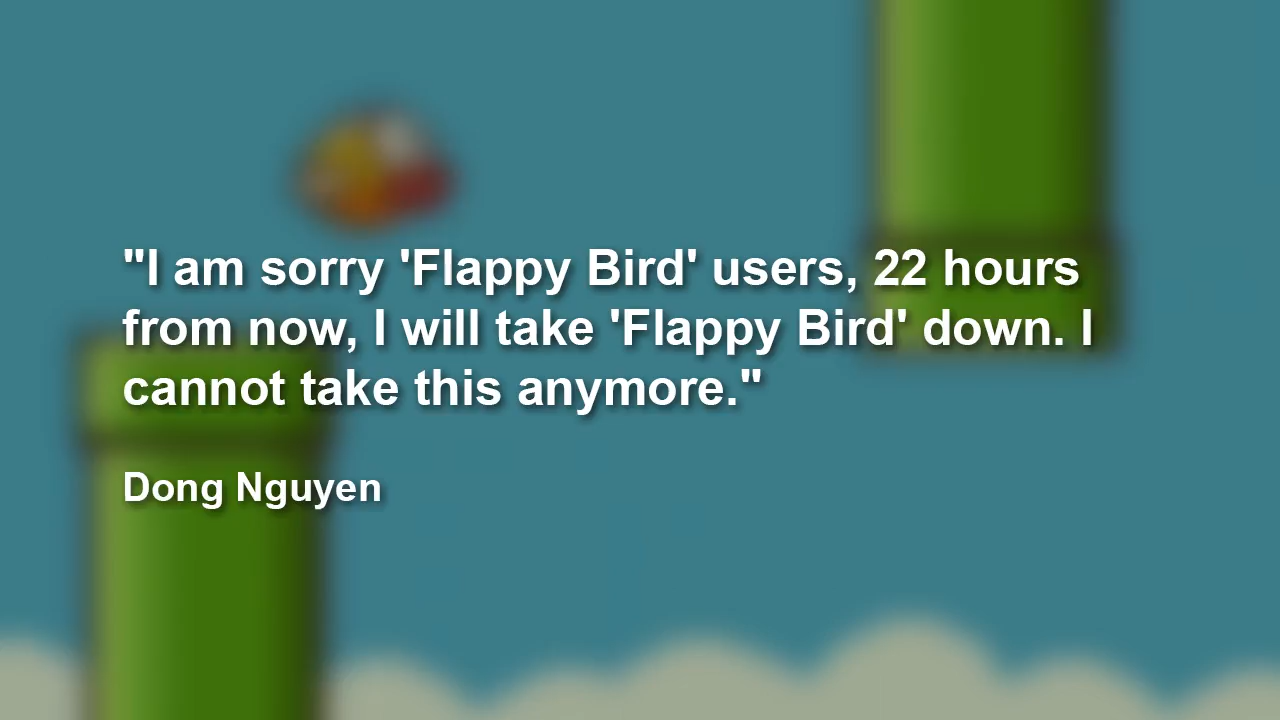 "I am sorry 'Flappy Bird' users, 22 hours
from now, I will take 'Flappy Bird' down. I
cannot take this anymore."
Dong Nguyen